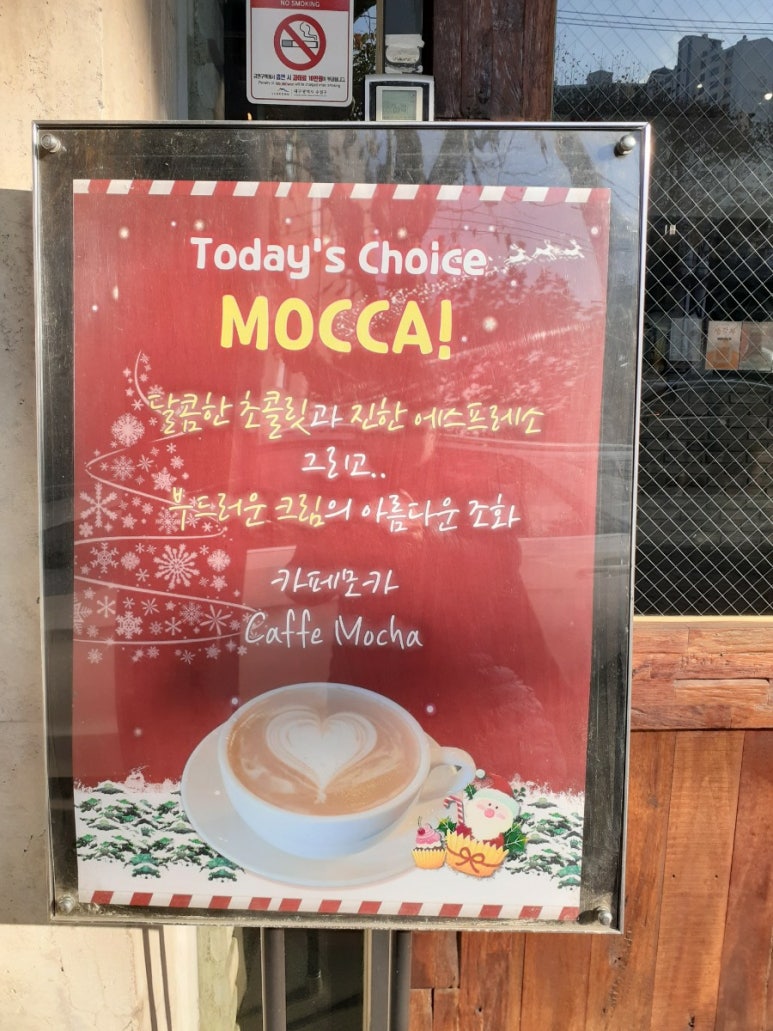 NO SMOKING
Today's Choice
MOCCA!
달콤한 초콜릿과 진한 에스프레소
그리고..
부드러운 크림의 아름다운 조화
카페모카
Caffe Mocha